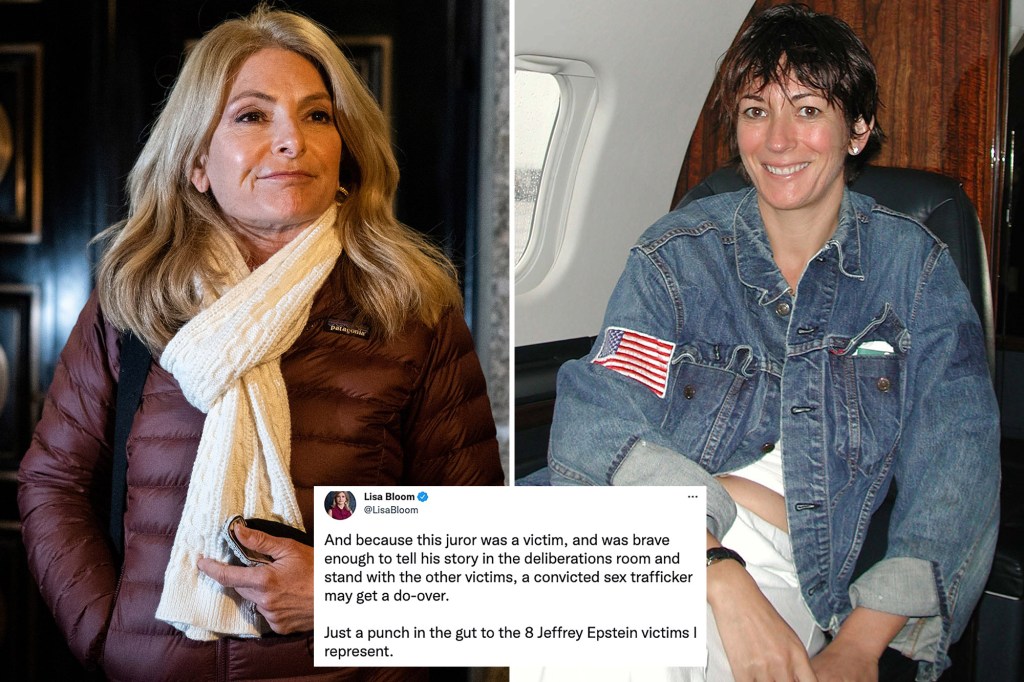 patagonia
Lisa Bloom
@LisaBloom
And because this juror was a victim, and was brave
enough to tell his story in the deliberations room and
stand with the other victims, a convicted sex trafficker
may get a do-over.
Just a punch in the gut to the 8 Jeffrey Epstein victims I
represent.